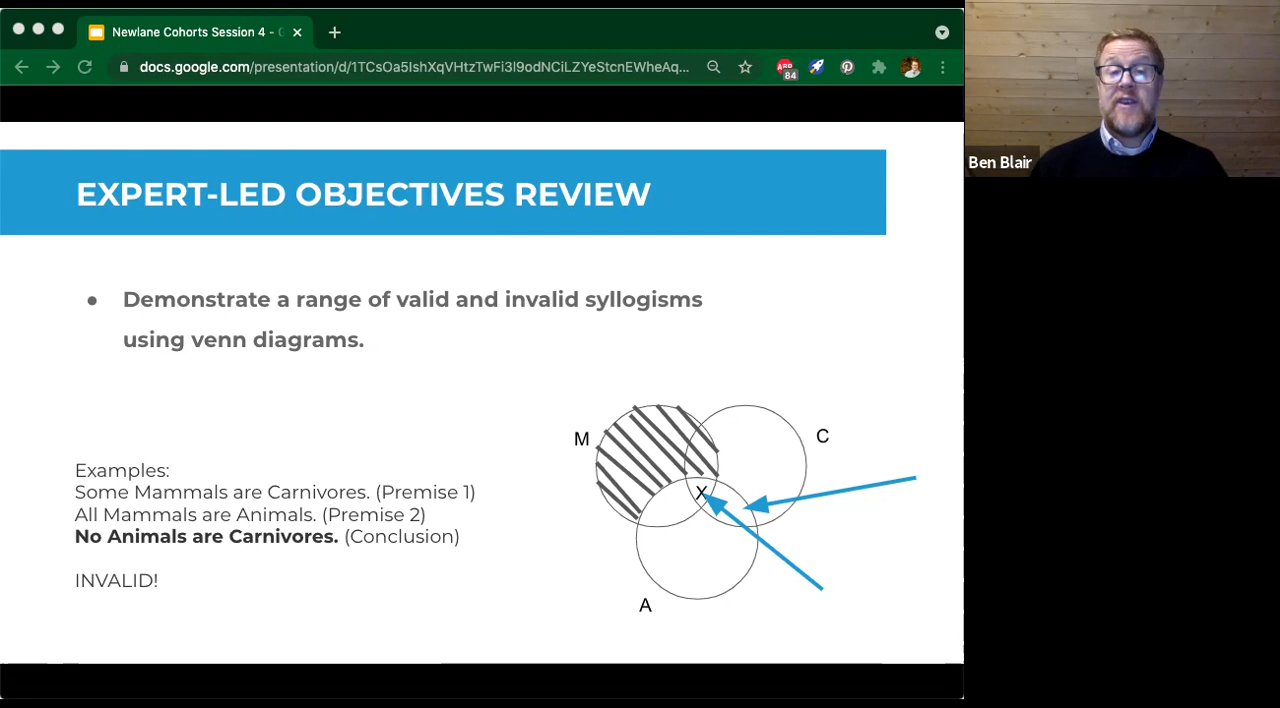 Newlane Cohorts Session 4 - C
docs.google.com/presentation/d/1TCsOa5IshXqVHtzTwFi3l9odNCiLZYeStcnEWheAq...
ABP
84
Ben Blair
EXPERT-LED OBJECTIVES REVIEW
● Demonstrate a range of valid and invalid syllogisms
using venn diagrams.
M
C
Examples:
Some Mammals are Carnivores. (Premise 1)
X
All Mammals are Animals. (Premise 2)
No Animals are Carnivores. (Conclusion)
INVALID!
A